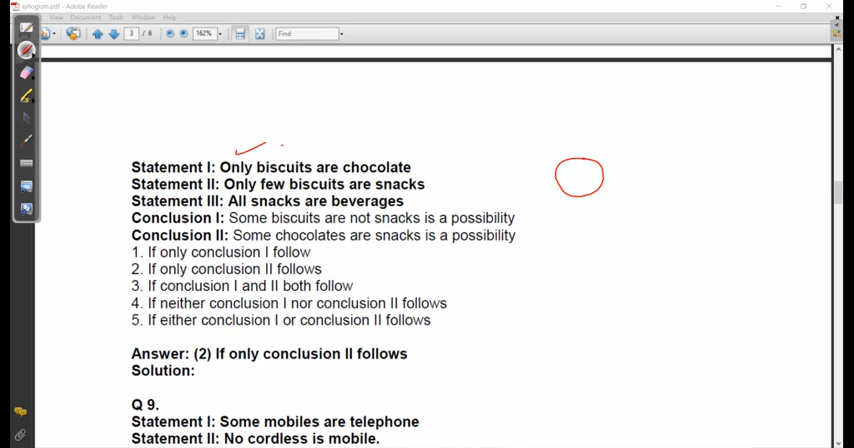 syllogism.pdf - Adobe Reader
View Document Tools Window Help
3 / 6 162% Find
Statement I: Only biscuits are chocolate
Statement II: Only few biscuits are snacks
Statement III: All snacks are beverages
Conclusion I: Some biscuits are not snacks is a possibility
Conclusion II: Some chocolates are snacks is a possibility
1. If only conclusion I follow
2. If only conclusion II follows
3. If conclusion I and II both follow
4. If neither conclusion I nor conclusion II follows
5. If either conclusion I or conclusion II follows
Answer: (2) If only conclusion II follows
Solution:
Q 9.
Statement I: Some mobiles are telephone
Statement II: No cordless is mobile.